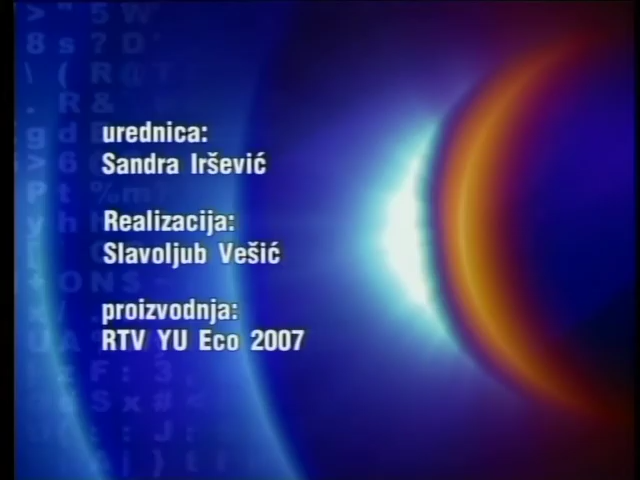 urednica:
Sandra Iršević
Realizacija:
Slavoljub Vešić
proizvodnja:
RTV YU Eco 2007